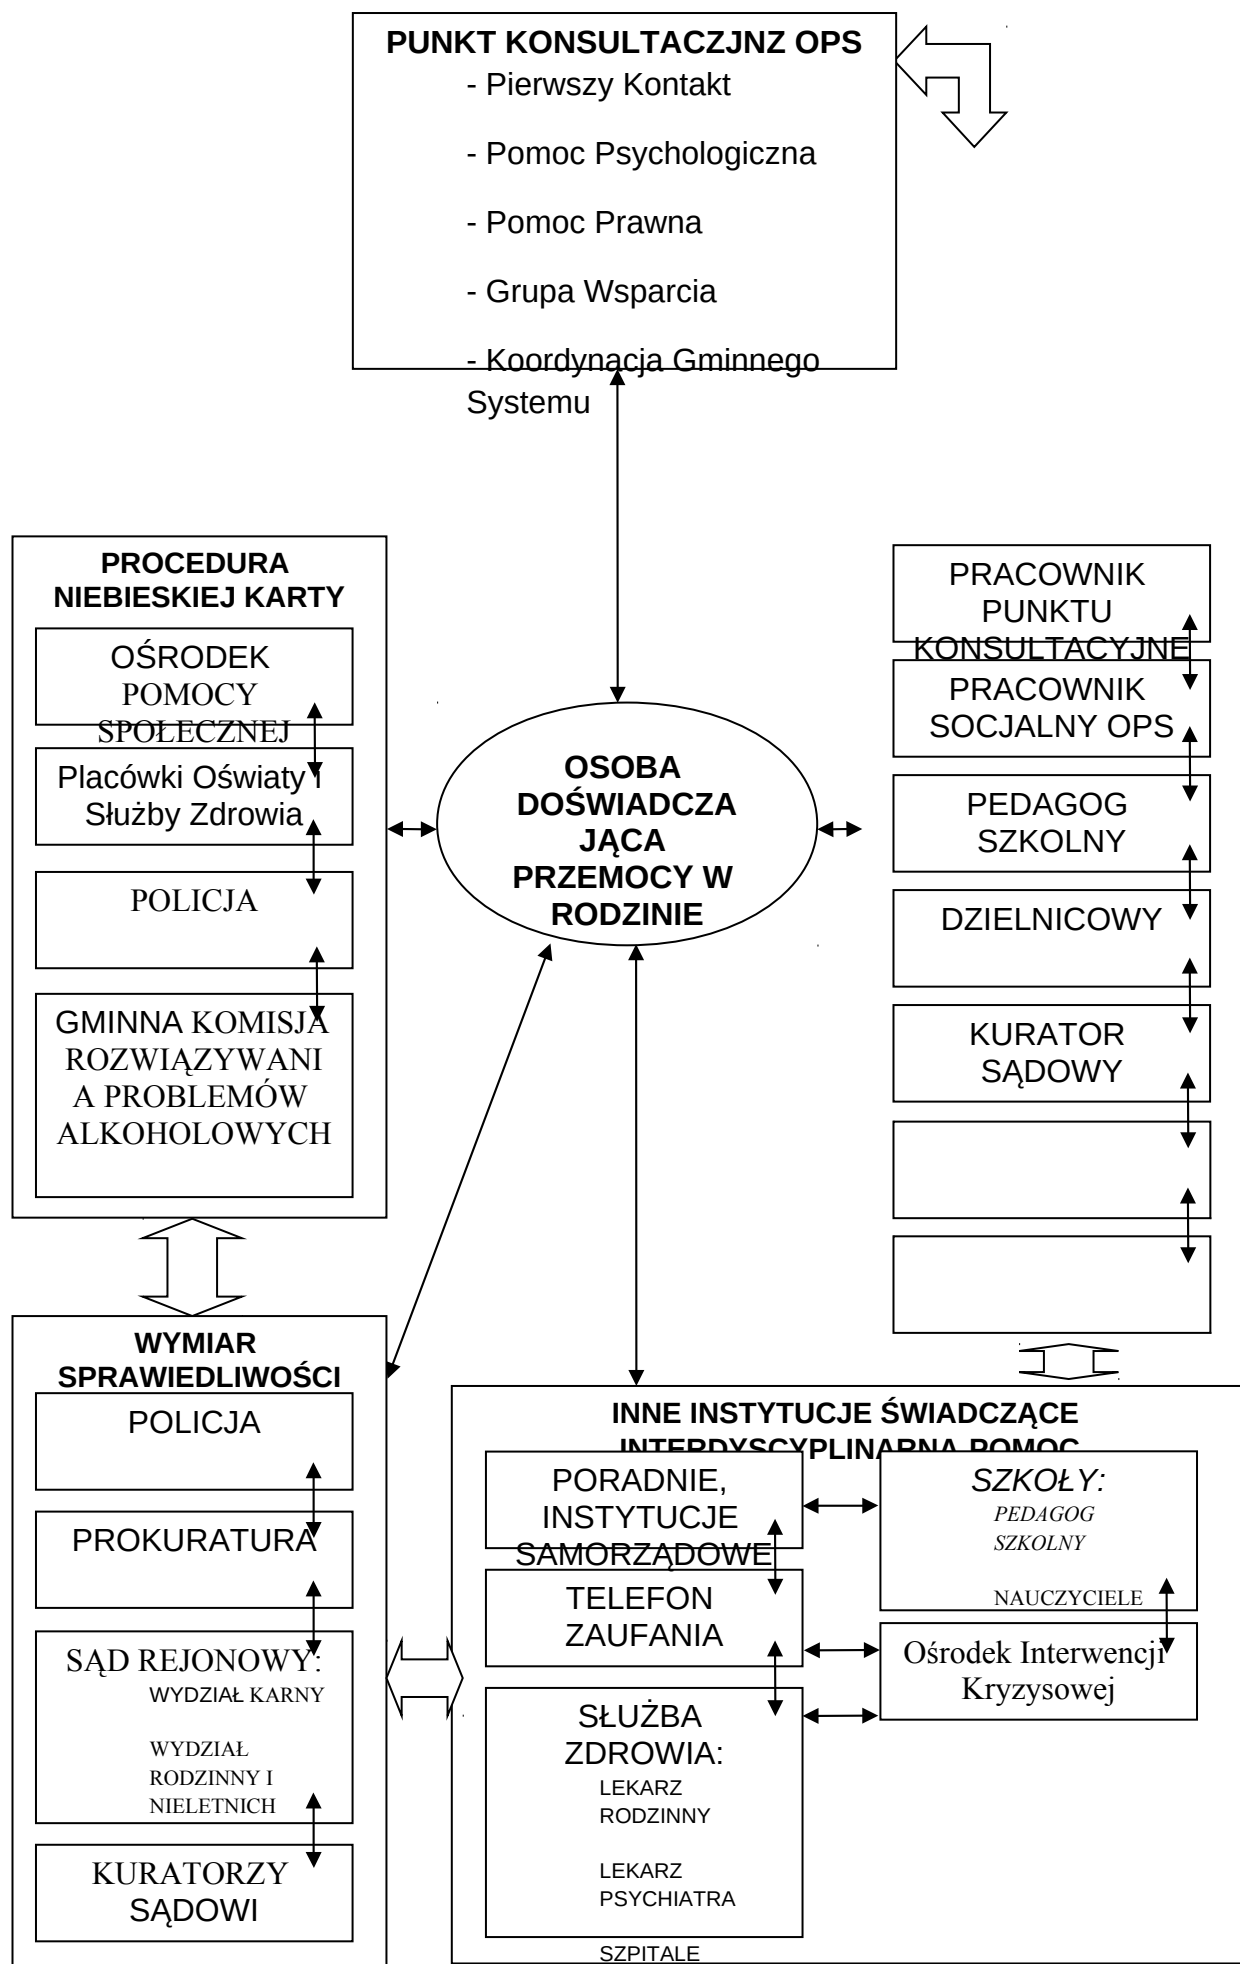 PUNKT KONSULTACZJNZ OPS
- Pierwszy Kontakt
- Pomoc Psychologiczna
- Pomoc Prawna
- Grupa Wsparcia
- Koordynacja Gminnego
Systemu
PROCEDURA
NIEBIESKIEJ KARTY
OŚRODEK
POMOCY
SPOŁECZNEJ
Placówki Oświaty i
Służby Zdrowia
POLICJA
GMINNA KOMISJA
ROZWIĄZYWANI
A PROBLEMÓW
ALKOHOLOWYCH
OSOBA
DOŚWIADCZA
JĄCA
PRZEMOCY W
RODZINIE
PRACOWNIK
PUNKTU
KONSULTACYJNE
PRACOWNIK
SOCJALNY OPS
PEDAGOG
SZKOLNY
DZIELNICOWY
KURATOR
SĄDOWY
WYMIAR
SPRAWIEDLIWOŚCI
POLICJA
PROKURATURA
SĄD REJONOWY:
WYDZIAŁ KARNY
WYDZIAŁ
RODZINNY I
NIELETNICH
KURATORZY
SĄDOWI
INNE INSTYTUCJE ŚWIADCZĄCE
INTERDYSCYPLINARNĄ POMOC
PORADNIE,
INSTYTUCJE
SAMORZĄDOWE
TELEFON
ZAUFANIA
SŁUŻBA
ZDROWIA:
LEKARZ
RODZINNY
LEKARZ
PSYCHIATRA
SZPITALE
SZKOŁY:
PEDAGOG
SZKOLNY
NAUCZYCIELE
Ośrodek Interwencji
Kryzysowej